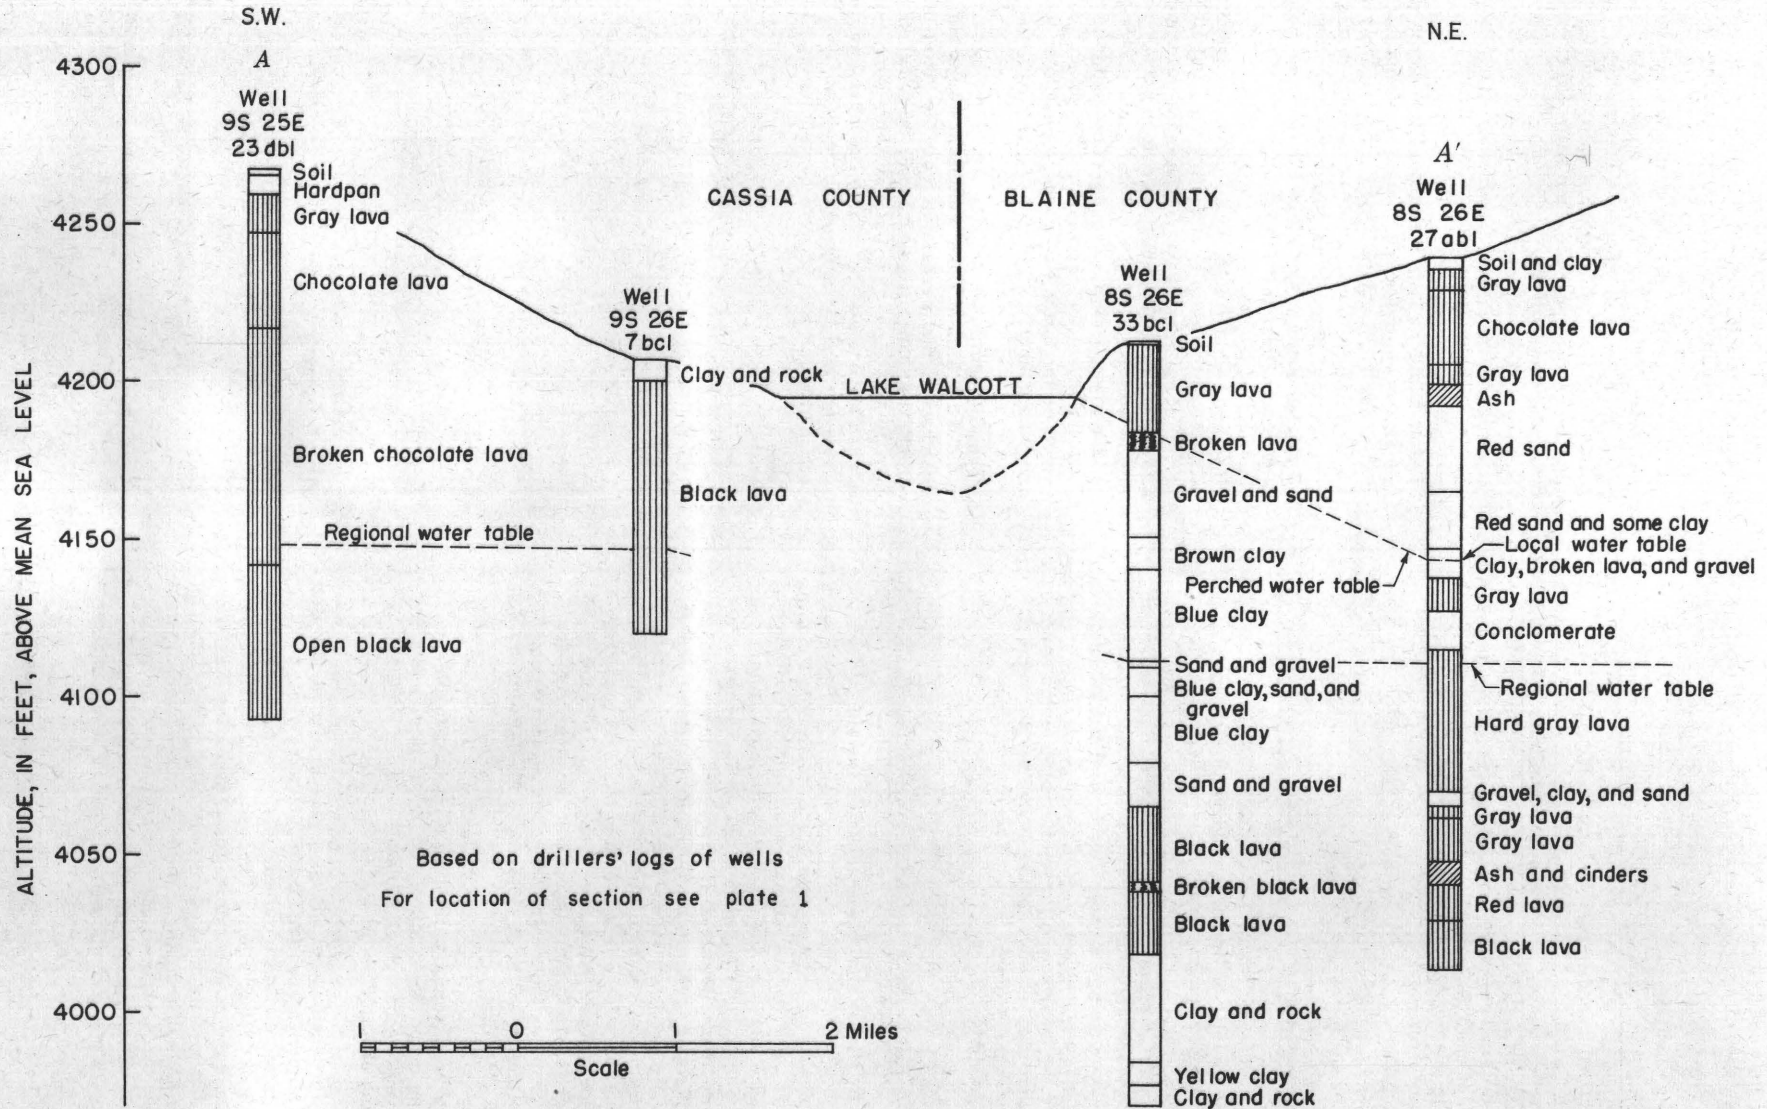 S.W.
N.E.
A
Well
9S 25E
23 dbl
Soil
Hardpan
Gray lava
Chocolate lava
Broken chocolate lava
Regional water table
Open black lava
Well
9S 26E
7 bcl
Clay and rock
Black lava
CASSIA COUNTY
BLAINE COUNTY
LAKE WALCOTT
Well
8S 26E
33 bcl
Soil
Gray lava
Broken lava
Gravel and sand
Brown clay
Perched water table
Blue clay
Sand and gravel
Blue clay, sand, and
gravel
Blue clay
Sand and gravel
Black lava
Broken black lava
Black lava
Clay and rock
Yellow clay
Clay and rock
A'
Well
8S 26E
27 abl
Soil and clay
Gray lava
Chocolate lava
Gray lava
Ash
Red sand
Red sand and some clay
Local water table
Clay, broken lava, and gravel
Gray lava
Conclomerate
Regional water table
Hard gray lava
Gravel, clay, and sand
Gray lava
Gray lava
Ash and cinders
Red lava
Black lava
ALTITUDE, IN FEET, ABOVE MEAN SEA LEVEL
4300
4250
4200
4150
4100
4050
4000
Based on drillers' logs of wells
For location of section see plate 1
1 0 1 2 Miles
Scale